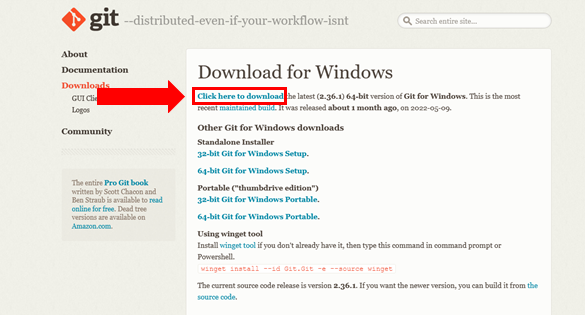 git --distributed-even-if-your-workflow-isnt
Search entire site...
About
Documentation
Downloads
GUI Clie
Logos
Community
The entire Pro Git book
written by Scott Chacon and
Ben Straub is available to read
online for free. Dead tree
versions are available on
Amazon.com.
Download for Windows
Click here to download the latest (2.36.1) 64-bit version of Git for Windows. This is the most
recent maintained build. It was released about 1 month ago, on 2022-05-09.
Other Git for Windows downloads
Standalone Installer
32-bit Git for Windows Setup.
64-bit Git for Windows Setup.
Portable ("thumbdrive edition")
32-bit Git for Windows Portable.
64-bit Git for Windows Portable.
Using winget tool
Install winget tool if you don't already have it, then type this command in command prompt or
Powershell.
winget install --id Git.Git -e --source winget
The current source code release is version 2.36.1. If you want the newer version, you can build it from the
source code.